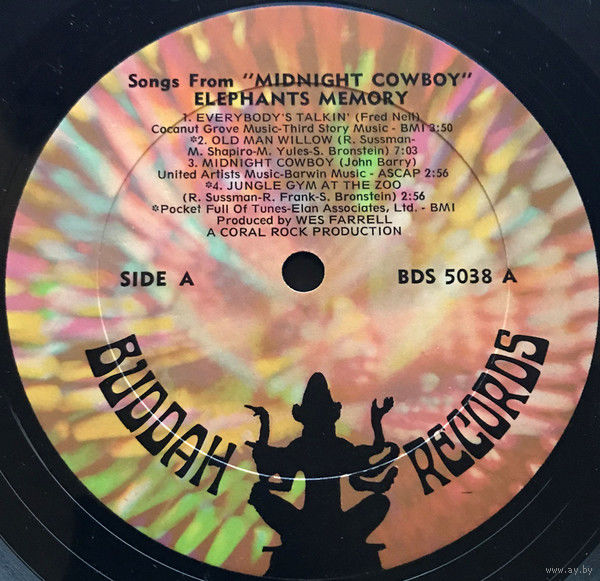 Songs From "MIDNIGHT COWBOY"
ELEPHANTS MEMORY
1. EVERYBODY'S TALKIN' (Fred Neil)
Cocanut Grove Music-Third Story Music - BMI 3:50
*2. OLD MAN WILLOW (R. Sussman-
M. Shapiro-M. Yules-S. Bronstein) 7:03
3. MIDNIGHT COWBOY (John Barry)
United Artists Music-Barwin Music - ASCAP 2:56
*4. JUNGLE GYM AT THE ZOO
(R. Sussman-R. Frank-S. Bronstein) 2:56
*Pocket Full Of Tunes-Elan Associates, Ltd. - BMI
Produced by WES FARRELL
A CORAL ROCK PRODUCTION
SIDE A
BDS 5038 A
BUDDAH RECORDS
www.ay.by